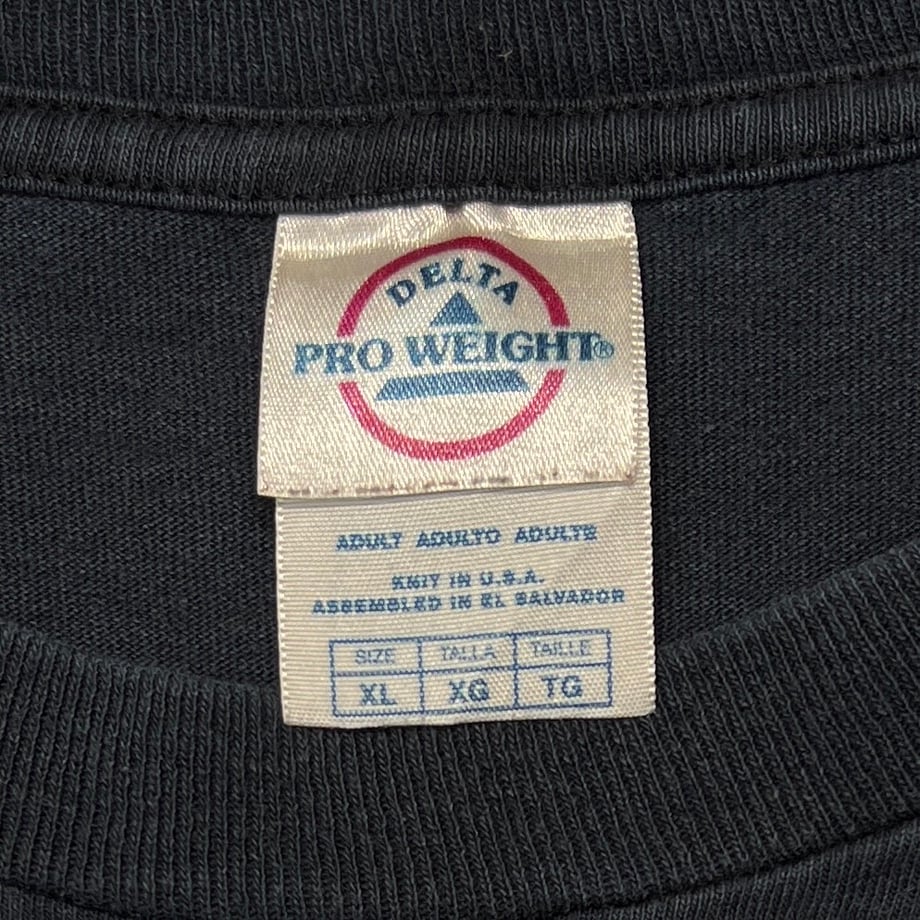 DELTA
PRO WEIGHT®
ADULT ADULTO ADULTE
KNIT IN U.S.A.
ASSEMBLED IN EL SALVADOR
SIZE TALLA TAILLE
XL XG TG